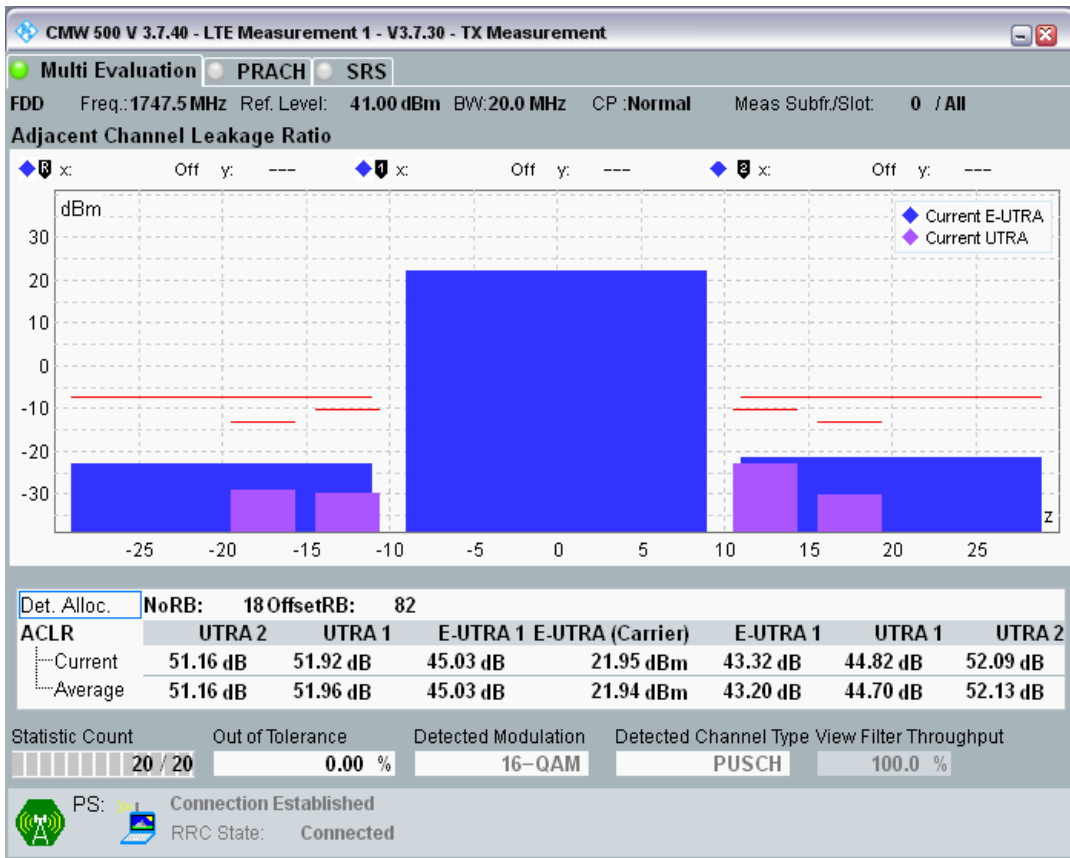 CMW 500 V 3.7.40 - LTE Measurement 1 - V3.7.30 - TX Measurement
Multi Evaluation PRACH SRS
FDD Freq.:1747.5 MHz Ref. Level: 41.00 dBm BW:20.0 MHz CP :Normal Meas Subfr./Slot: 0 / All
Adjacent Channel Leakage Ratio
R x: Off y: --- 1 x: Off y: --- 2 x: Off y: ---
dBm
Current E-UTRA
Current UTRA
30
20
10
0
-10
-20
-30
z
-25 -20 -15 -10 -5 0 5 10 15 20 25
Det. Alloc. NoRB: 18 OffsetRB: 82
ACLR UTRA 2 UTRA 1 E-UTRA 1 E-UTRA (Carrier) E-UTRA 1 UTRA 1 UTRA 2
Current 51.16 dB 51.92 dB 45.03 dB 21.95 dBm 43.32 dB 44.82 dB 52.09 dB
Average 51.16 dB 51.96 dB 45.03 dB 21.94 dBm 43.20 dB 44.70 dB 52.13 dB
Statistic Count Out of Tolerance Detected Modulation Detected Channel Type View Filter Throughput
20 / 20 0.00 % 16-QAM PUSCH 100.0 %
PS: Connection Established
RRC State: Connected